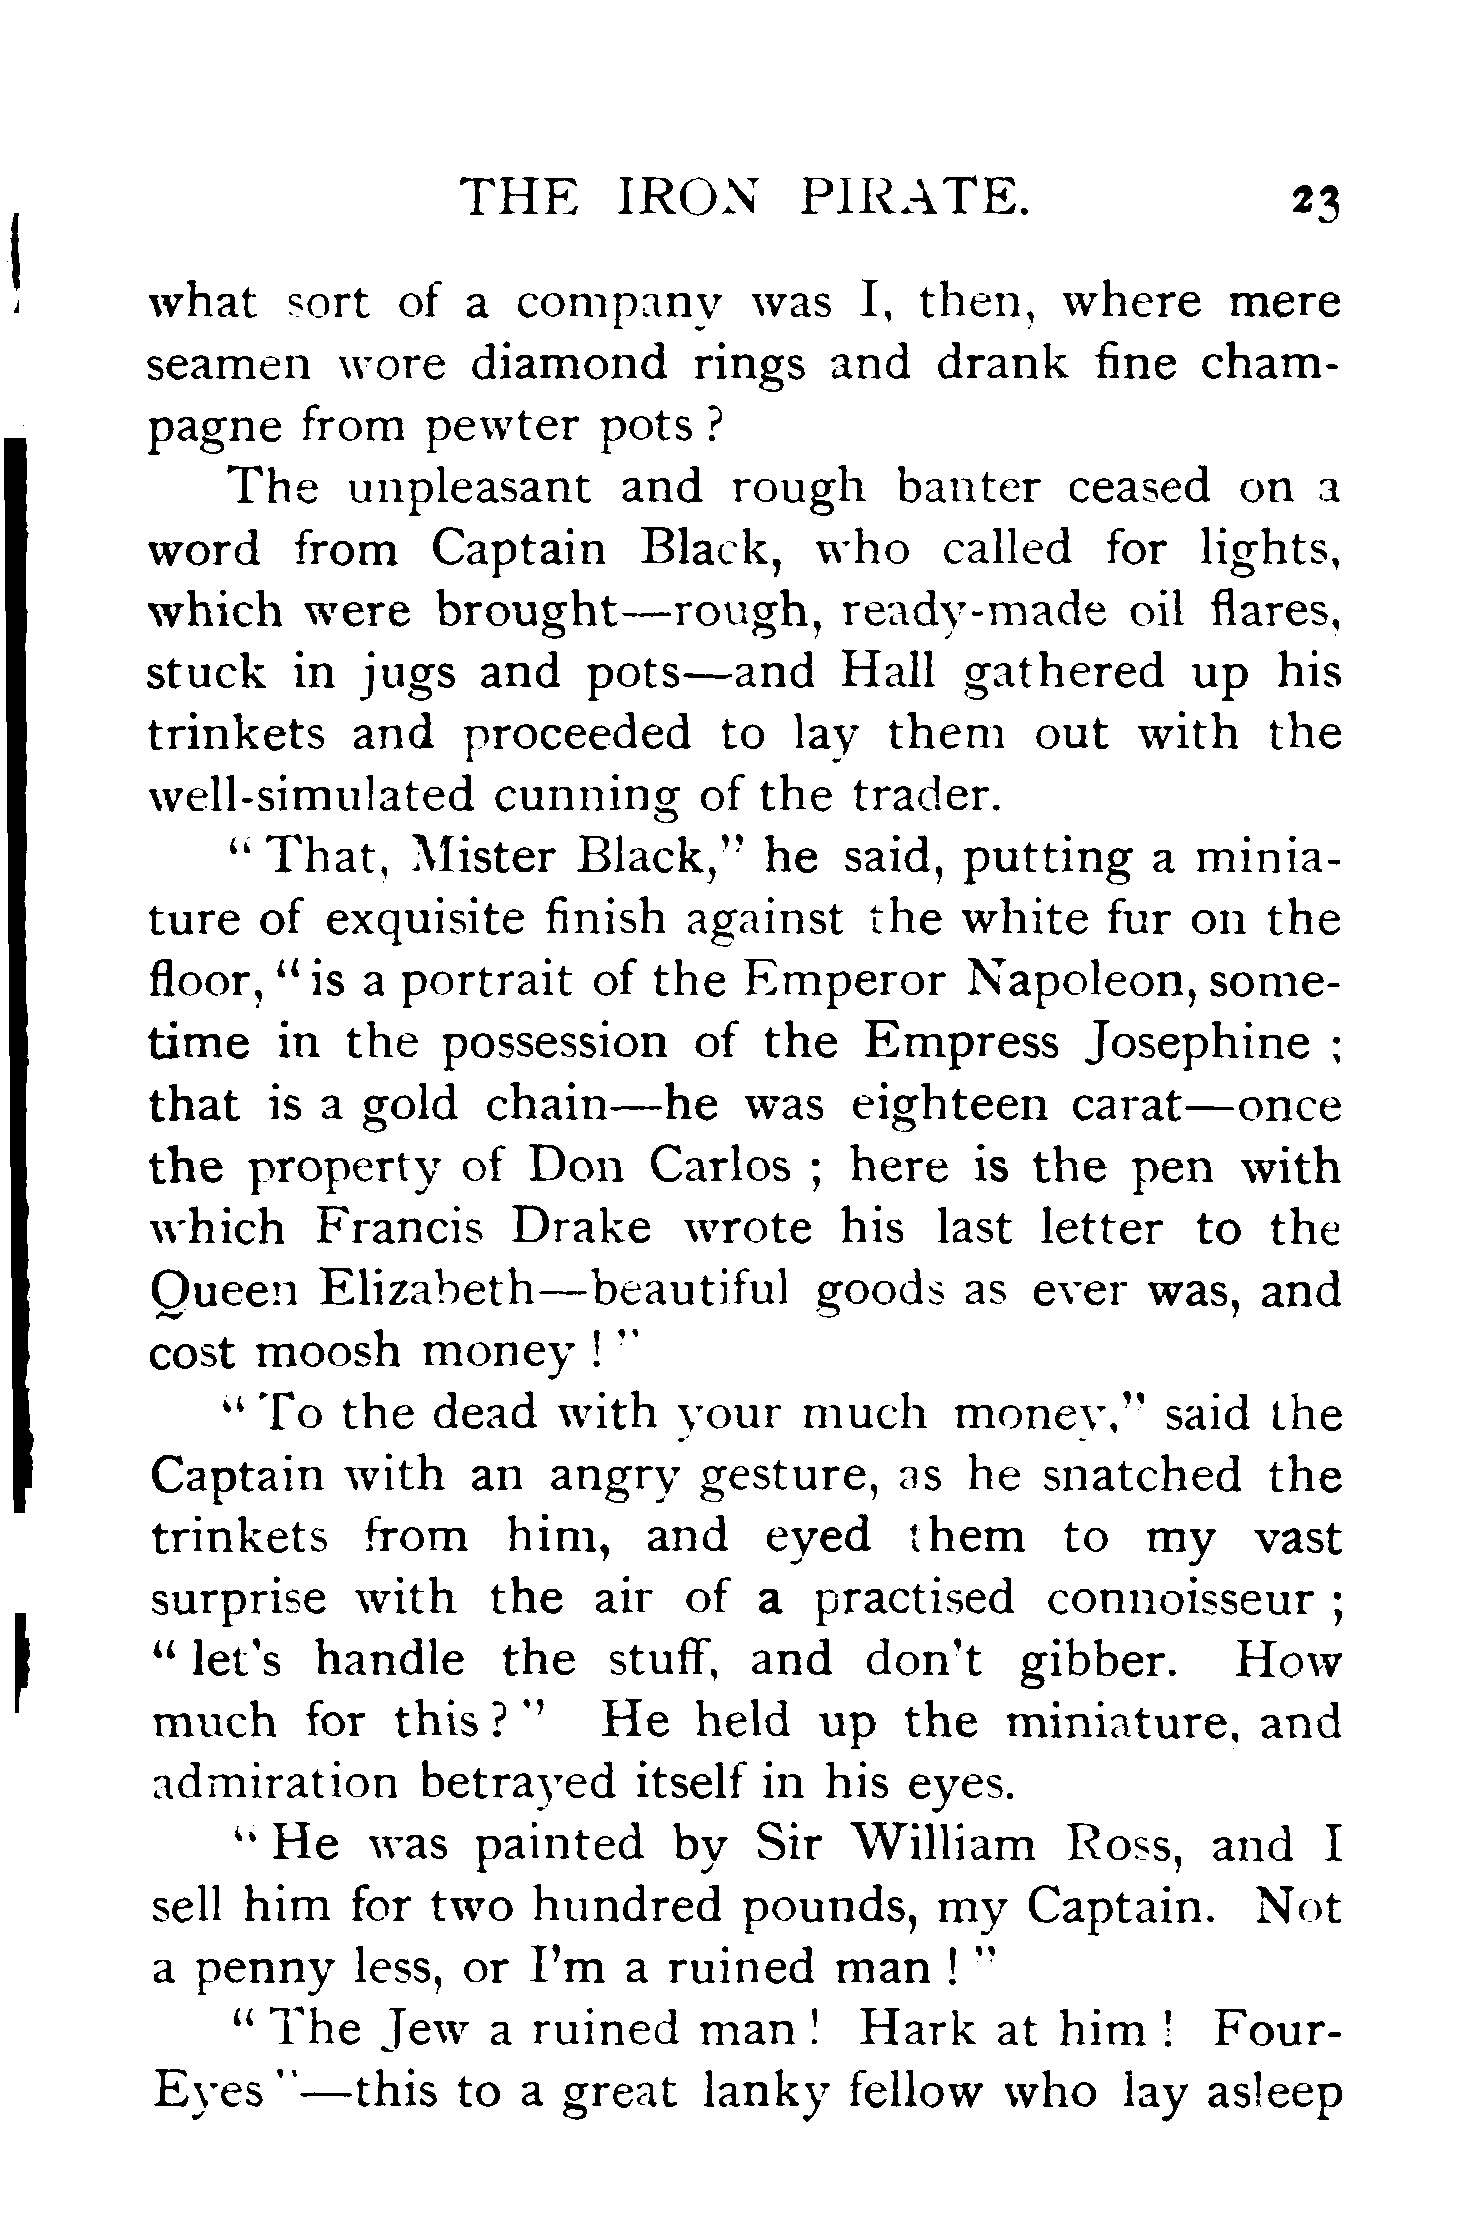 THE IRON PIRATE. 23
what sort of a company was I, then, where mere
seamen wore diamond rings and drank fine cham-
pagne from pewter pots ?
The unpleasant and rough banter ceased on a
word from Captain Black, who called for lights,
which were brought—rough, ready-made oil flares,
stuck in jugs and pots—and Hall gathered up his
trinkets and proceeded to lay them out with the
well-simulated cunning of the trader.
“ That, Mister Black,” he said, putting a minia-
ture of exquisite finish against the white fur on the
floor, “ is a portrait of the Emperor Napoleon, some-
time in the possession of the Empress Josephine ;
that is a gold chain—he was eighteen carat—once
the property of Don Carlos ; here is the pen with
which Francis Drake wrote his last letter to the
Queen Elizabeth—beautiful goods as ever was, and
cost moosh money ! ”
“ To the dead with your much money,” said the
Captain with an angry gesture, as he snatched the
trinkets from him, and eyed them to my vast
surprise with the air of a practised connoisseur ;
“ let’s handle the stuff, and don’t gibber. How
much for this ? ” He held up the miniature, and
admiration betrayed itself in his eyes.
“ He was painted by Sir William Ross, and I
sell him for two hundred pounds, my Captain. Not
a penny less, or I’m a ruined man ! ”
“ The Jew a ruined man ! Hark at him ! Four-
Eyes ”—this to a great lanky fellow who lay asleep